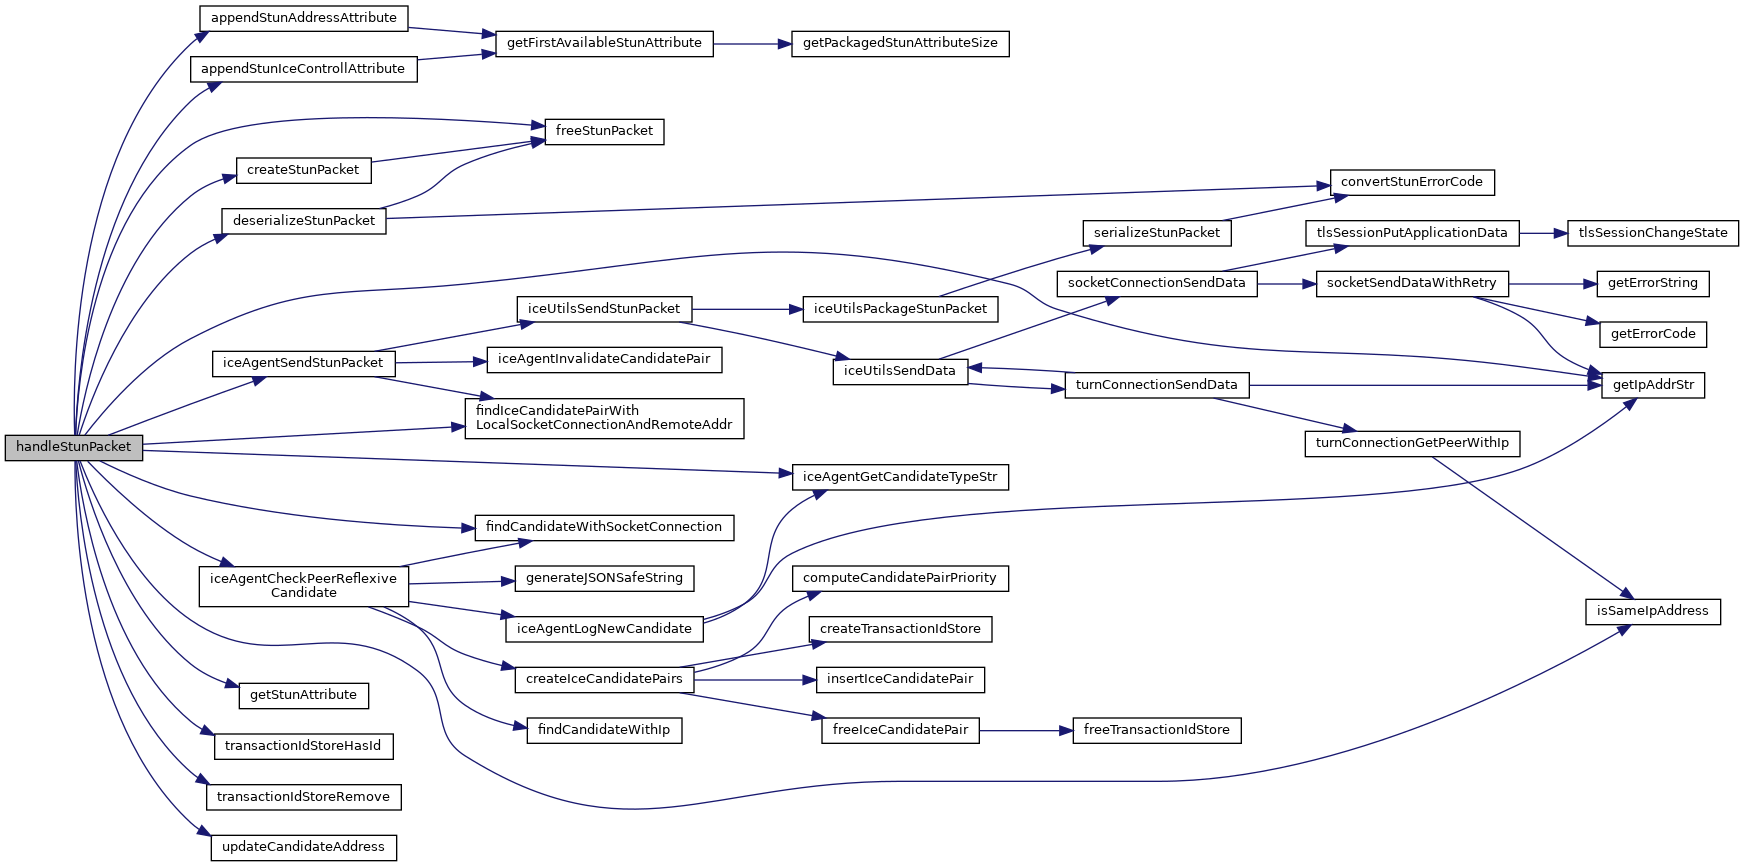 appendStunAddressAttribute
getFirstAvailableStunAttribute
getPackagedStunAttributeSize
appendStunIceControllAttribute
freeStunPacket
createStunPacket
convertStunErrorCode
deserializeStunPacket
serializeStunPacket
tlsSessionPutApplicationData
tlsSessionChangeState
socketConnectionSendData
socketSendDataWithRetry
getErrorString
iceUtilsSendStunPacket
iceUtilsPackageStunPacket
getErrorCode
iceAgentSendStunPacket
iceAgentInvalidateCandidatePair
iceUtilsSendData
turnConnectionSendData
getIpAddrStr
findIceCandidatePairWith
LocalSocketConnectionAndRemoteAddr
handleStunPacket
turnConnectionGetPeerWithIp
iceAgentGetCandidateTypeStr
findCandidateWithSocketConnection
iceAgentCheckPeerReflexive
Candidate
generateJSONSafeString
computeCandidatePairPriority
isSameIpAddress
iceAgentLogNewCandidate
createTransactionIdStore
createIceCandidatePairs
insertIceCandidatePair
getStunAttribute
findCandidateWithIp
freeIceCandidatePair
freeTransactionIdStore
transactionIdStoreHasId
transactionIdStoreRemove
updateCandidateAddress